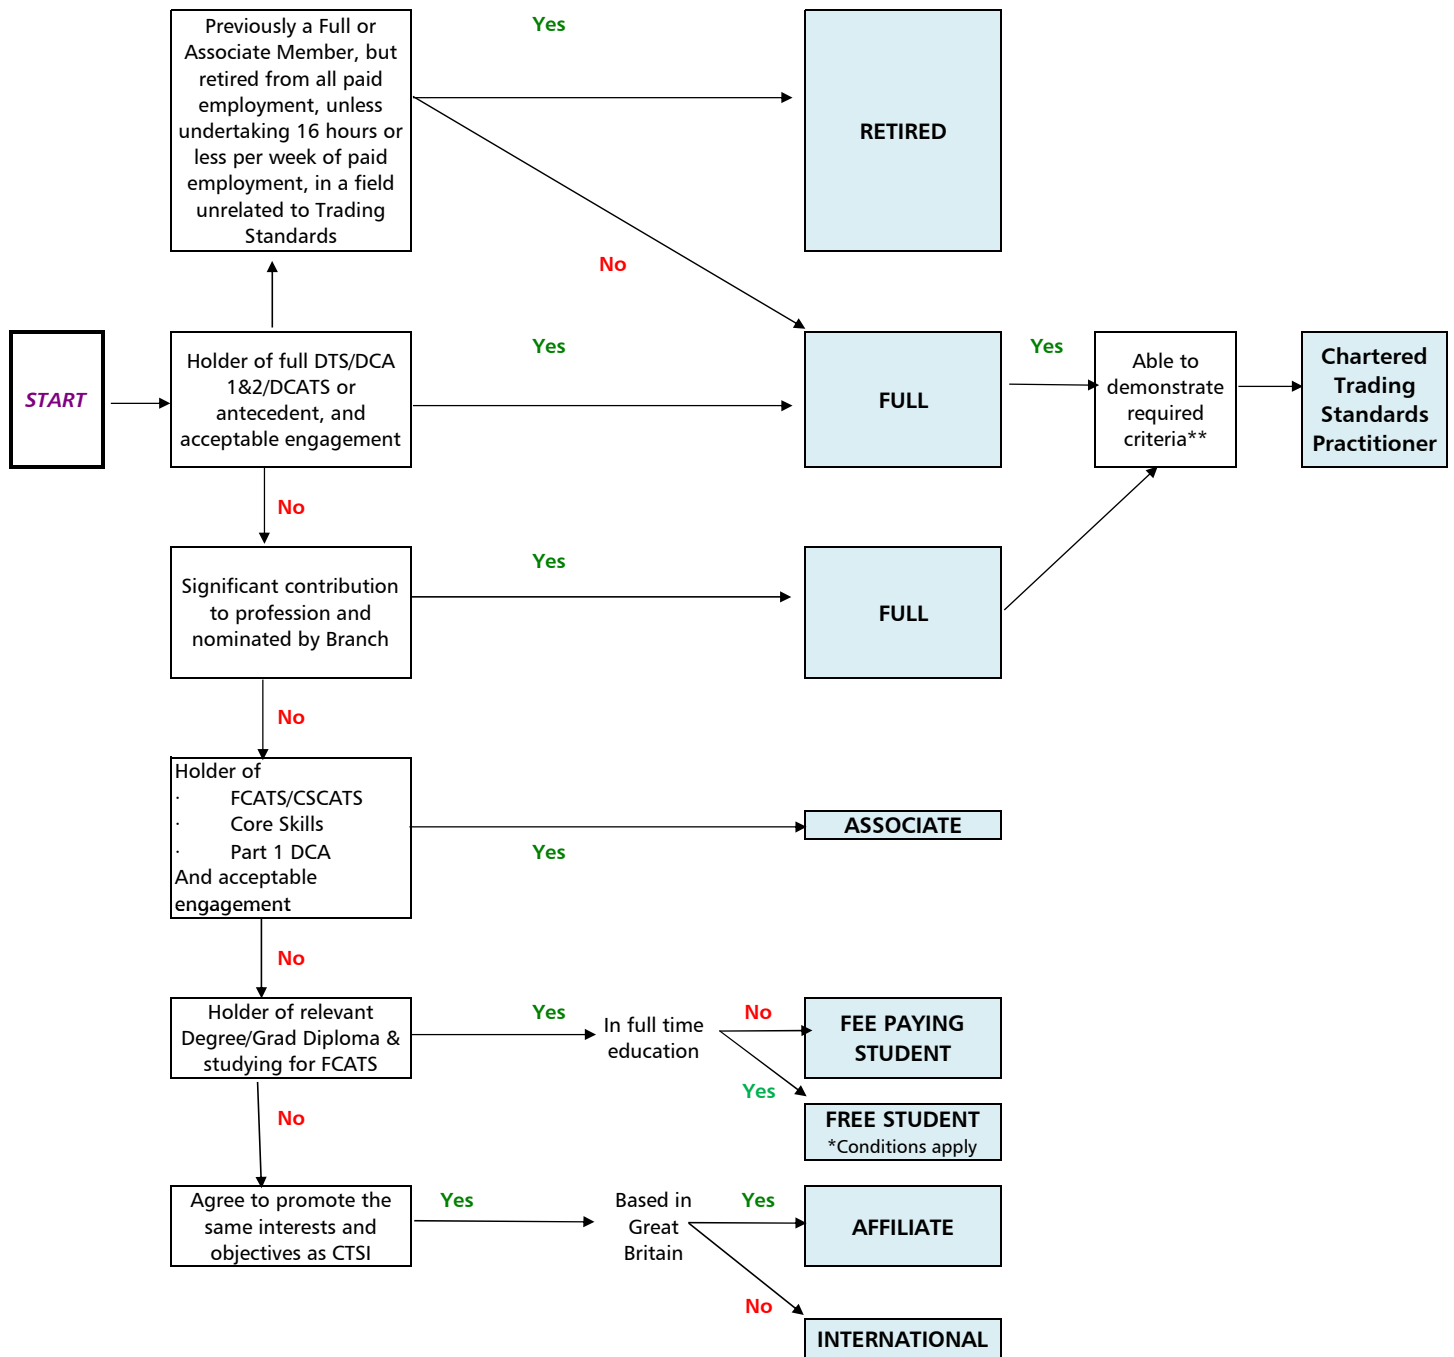 Previously a Full or
Associate Member, but
retired from all paid
employment, unless
undertaking 16 hours or
less per week of paid
employment, in a field
unrelated to Trading
Standards
Yes
RETIRED
No
START
Holder of full DTS/DCA
1&2/DCATS or
antecedent, and
acceptable engagement
Yes
FULL
Yes
Able to
demonstrate
required
criteria**
Chartered
Trading
Standards
Practitioner
No
Significant contribution
to profession and
nominated by Branch
Yes
FULL
No
Holder of
· FCATS/CSCATS
· Core Skills
· Part 1 DCA
And acceptable
engagement
Yes
ASSOCIATE
No
Holder of relevant
Degree/Grad Diploma &
studying for FCATS
Yes
In full time
education
No
FEE PAYING
STUDENT
Yes
FREE STUDENT
*Conditions apply
No
Agree to promote the
same interests and
objectives as CTSI
Yes
Based in
Great
Britain
Yes
AFFILIATE
No
INTERNATIONAL